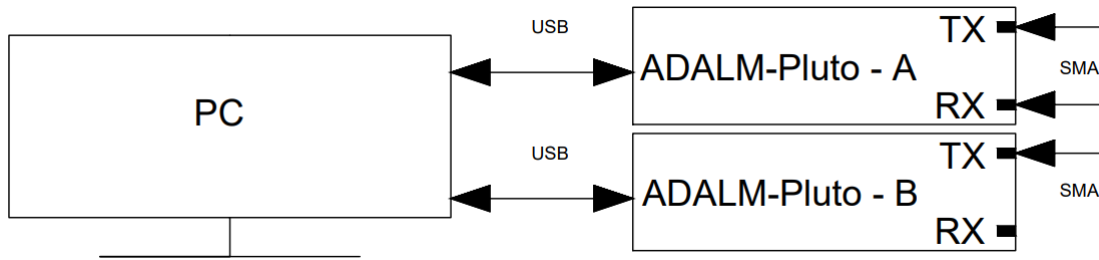 USB
TX
ADALM-Pluto - A
SMA
PC
RX
USB
TX
ADALM-Pluto - B
SMA
RX